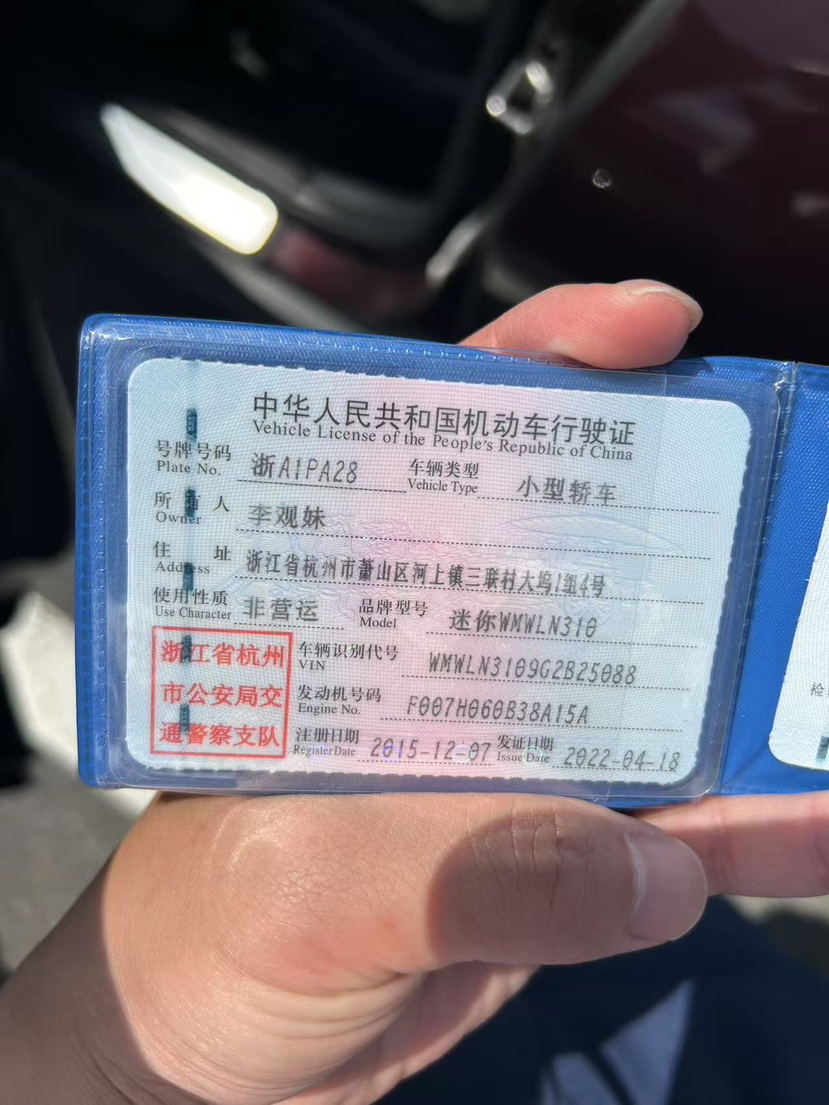 中华人民共和国机动车行驶证
Vehicle License of the People's Republic of China
号牌号码 浙A1PA28 车辆类型 小型轿车
Plate No. Vehicle Type
所有人 李观妹
Owner
住址 浙江省杭州市萧山区河上镇三联村大坞1组4号
Address
使用性质 非营运 品牌型号 迷你WMWLN310
Use Character Model
浙江省杭州
市公安局交
通警察支队
车辆识别代号 WMWLN3109G2B25088
VIN
发动机号码 F007H060B38A15A
Engine No.
注册日期 2015-12-07 发证日期 2022-04-18
Register Date Issue Date
检